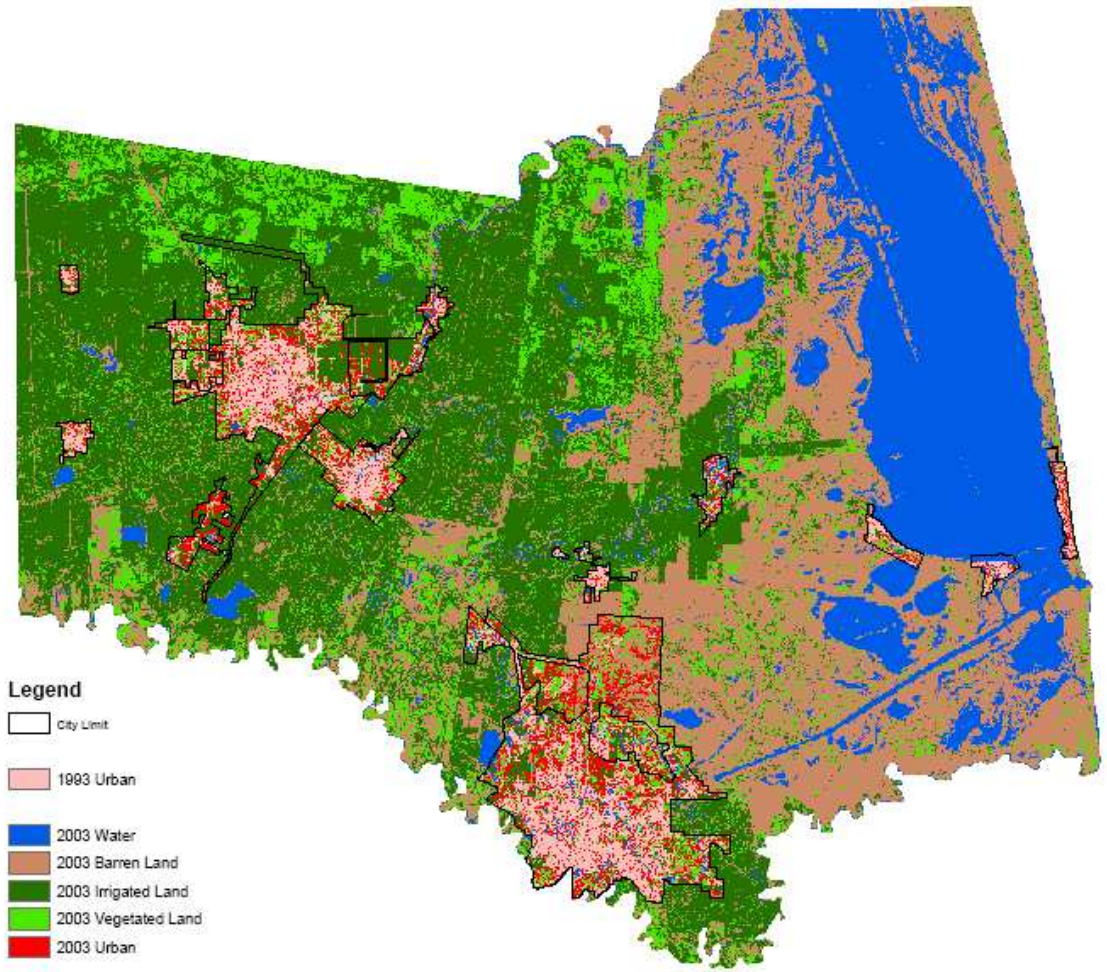 Legend
City Limit
1993 Urban
2003 Water
2003 Barren Land
2003 Irrigated Land
2003 Vegetated Land
2003 Urban